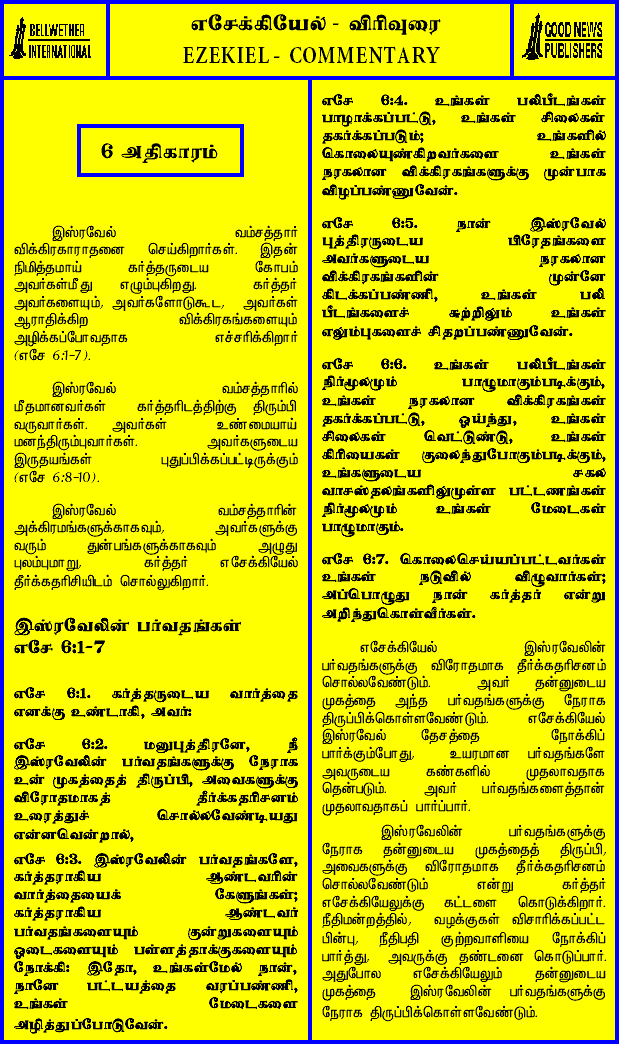 BELLWETHER
INTERNATIONAL
எசேக்கியேல் - விரிவுரை
EZEKIEL - COMMENTARY
GOOD NEWS
PUBLISHERS
6 அதிகாரம்
இஸ்ரவேல் வம்சத்தார்
விக்கிரகாராதனை செய்கிறார்கள். இதன்
நிமித்தமாய் கர்த்தருடைய கோபம்
அவர்கள்மீது எழும்புகிறது. கர்த்தர்
அவர்களையும், அவர்களோடுகூட, அவர்கள்
ஆராதிக்கிற விக்கிரகங்களையும்
அழிக்கப்போவதாக எச்சரிக்கிறார்
(எசே 6:1-7).
இஸ்ரவேல் வம்சத்தாரில்
மீதமானவர்கள் கர்த்தரிடத்திற்கு திரும்பி
வருவார்கள். அவர்கள் உண்மையாய்
மனந்திரும்புவார்கள். அவர்களுடைய
இருதயங்கள் புதுப்பிக்கப்பட்டிருக்கும்
(எசே 6:8-10).
இஸ்ரவேல் வம்சத்தாரின்
அக்கிரமங்களுக்காகவும், அவர்களுக்கு
வரும் துன்பங்களுக்காகவும் அழுது
புலம்புமாறு, கர்த்தர் எசேக்கியேல்
தீர்க்கதரிசியிடம் சொல்லுகிறார்.
இஸ்ரவேலின் பர்வதங்கள்
எசே 6:1-7
எசே 6:1. கர்த்தருடைய வார்த்தை
எனக்கு உண்டாகி, அவர்:
எசே 6:2. மனுபுத்திரனே, நீ
இஸ்ரவேலின் பர்வதங்களுக்கு நேராக
உன் முகத்தைத் திருப்பி, அவைகளுக்கு
விரோதமாகத் தீர்க்கதரிசனம்
உரைத்துச் சொல்லவேண்டியது
என்னவென்றால்,
எசே 6:3. இஸ்ரவேலின் பர்வதங்களே,
கர்த்தராகிய ஆண்டவரின்
வார்த்தையைக் கேளுங்கள்;
கர்த்தராகிய ஆண்டவர்
பர்வதங்களையும் குன்றுகளையும்
ஓடைகளையும் பள்ளத்தாக்குகளையும்
நோக்கி: இதோ, உங்கள்மேல் நான்,
நானே பட்டயத்தை வரப்பண்ணி,
உங்கள் மேடைகளை
அழித்துப்போடுவேன்.
எசே 6:4. உங்கள் பலிபீடங்கள்
பாழாக்கப்பட்டு, உங்கள் சிலைகள்
தகர்க்கப்படும்; உங்களில்
கொலையுண்கிறவர்களை உங்கள்
நரகலான விக்கிரகங்களுக்கு முன்பாக
விழப்பண்ணுவேன்.
எசே 6:5. நான் இஸ்ரவேல்
புத்திரருடைய பிரேதங்களை
அவர்களுடைய நரகலான
விக்கிரகங்களின் முன்னே
கிடக்கப்பண்ணி, உங்கள் பலி
பீடங்களைச் சுற்றிலும் உங்கள்
எலும்புகளைச் சிதறப்பண்ணுவேன்.
எசே 6:6. உங்கள் பலிபீடங்கள்
நிர்மூலமும் பாழுமாகும்படிக்கும்,
உங்கள் நரகலான விக்கிரகங்கள்
தகர்க்கப்பட்டு, ஓய்ந்து, உங்கள்
சிலைகள் வெட்டுண்டு, உங்கள்
கிரியைகள் குலைந்துபோகும்படிக்கும்,
உங்களுடைய சகல
வாசஸ்தலங்களிலுமுள்ள பட்டணங்கள்
நிர்மூலமும் உங்கள் மேடைகள்
பாழுமாகும்.
எசே 6:7. கொலைசெய்யப்பட்டவர்கள்
உங்கள் நடுவில் விழுவார்கள்;
அப்பொழுது நான் கர்த்தர் என்று
அறிந்துகொள்வீர்கள்.
எசேக்கியேல் இஸ்ரவேலின்
பர்வதங்களுக்கு விரோதமாக தீர்க்கதரிசனம்
சொல்லவேண்டும். அவர் தன்னுடைய
முகத்தை அந்த பர்வதங்களுக்கு நேராக
திருப்பிக்கொள்ளவேண்டும். எசேக்கியேல்
இஸ்ரவேல் தேசத்தை நோக்கிப்
பார்க்கும்போது, உயரமான பர்வதங்களே
அவருடைய கண்களில் முதலாவதாக
தென்படும். அவர் பர்வதங்களைத்தான்
முதலாவதாகப் பார்ப்பார்.
இஸ்ரவேலின் பர்வதங்களுக்கு
நேராக தன்னுடைய முகத்தைத் திருப்பி,
அவைகளுக்கு விரோதமாக தீர்க்கதரிசனம்
சொல்லவேண்டும் என்று கர்த்தர்
எசேக்கியேலுக்கு கட்டளை கொடுக்கிறார்.
நீதிமன்றத்தில், வழக்குகள் விசாரிக்கப்பட்ட
பின்பு, நீதிபதி குற்றவாளியை நோக்கிப்
பார்த்து, அவருக்கு தண்டனை கொடுப்பார்.
அதுபோல எசேக்கியேலும் தன்னுடைய
முகத்தை இஸ்ரவேலின் பர்வதங்களுக்கு
நேராக திருப்பிக்கொள்ளவேண்டும்.